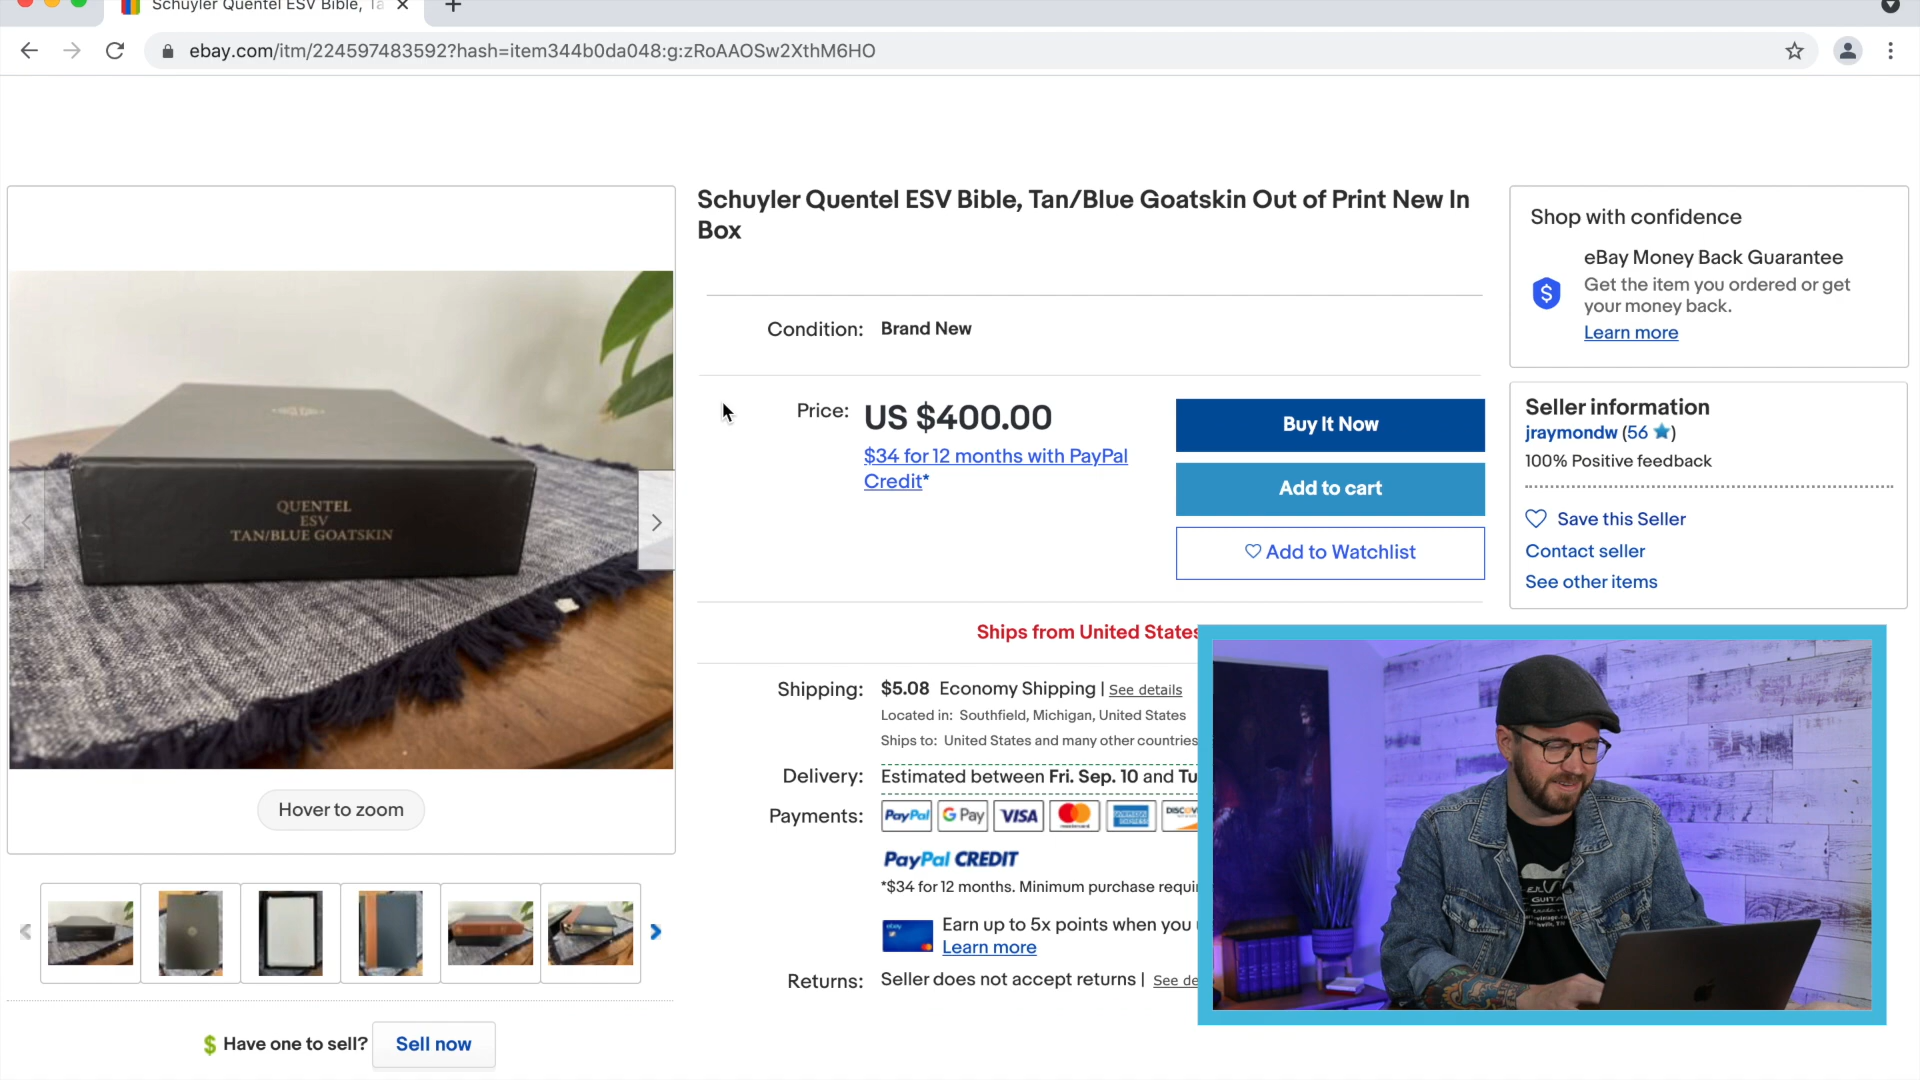 Schuyler Quentel ESV Bible, Ta
ebay.com/itm/224597483592?hash=item344b0da048:g:zRoAAOSw2XthM6HO
Schuyler Quentel ESV Bible, Tan/Blue Goatskin Out of Print New In
Box
Condition: Brand New
Price: US $400.00
$34 for 12 months with PayPal
Credit*
Buy It Now
Add to cart
Add to Watchlist
Shop with confidence
eBay Money Back Guarantee
Get the item you ordered or get
your money back.
Learn more
Seller information
jraymondw (56)
100% Positive feedback
Save this Seller
Contact seller
See other items
QUENTEL
ESV
TAN/BLUE GOATSKIN
Hover to zoom
Ships from United States
Shipping: $5.08 Economy Shipping | See details
Located in: Southfield, Michigan, United States
Ships to: United States and many other countries
Delivery: Estimated between Fri. Sep. 10 and Tu
Payments: PayPal G Pay VISA
PayPal CREDIT
*$34 for 12 months. Minimum purchase requi
Earn up to 5x points when you
Learn more
Returns: Seller does not accept returns | See de
Have one to sell? Sell now